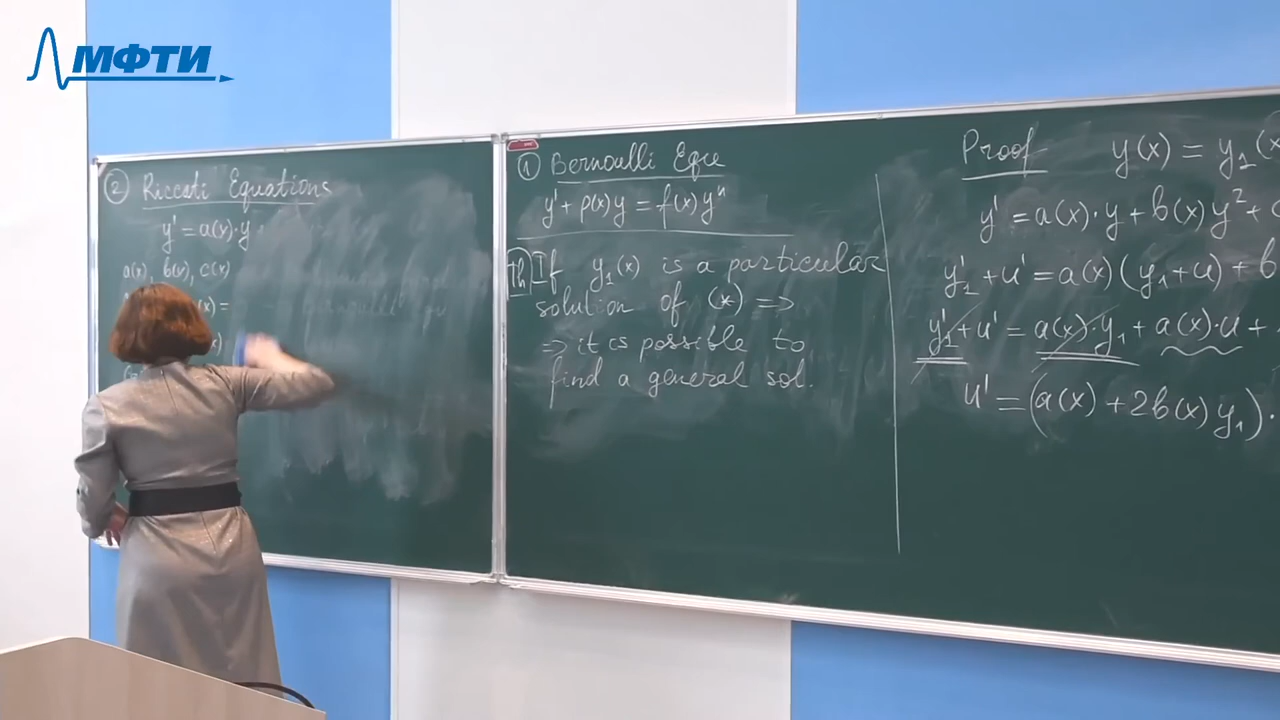 МФТИ
② Riccati Equations
y' = a(x)·y
a(x), b(x), c(x)
(x) =
① Bernoulli Equ
y' + p(x)y = f(x)yⁿ
Th If y₁(x) is a particular
solution of (*) =>
=> it is possible to
find a general sol.
Proof y(x) = y₁(x
y' = a(x)·y + b(x)y² +
y₁' + u' = a(x)(y₁+u) + b
y₁' + u' = a(x)·y₁ + a(x)·u +
u' = (a(x) + 2b(x)y₁)·